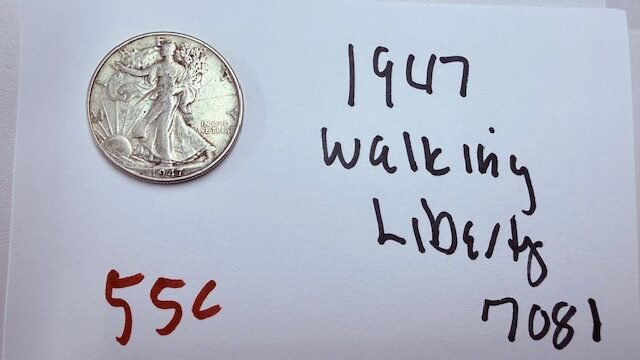 IN GOD
WE TRUST
1947
1947
Walking
Liberty
7081
55c